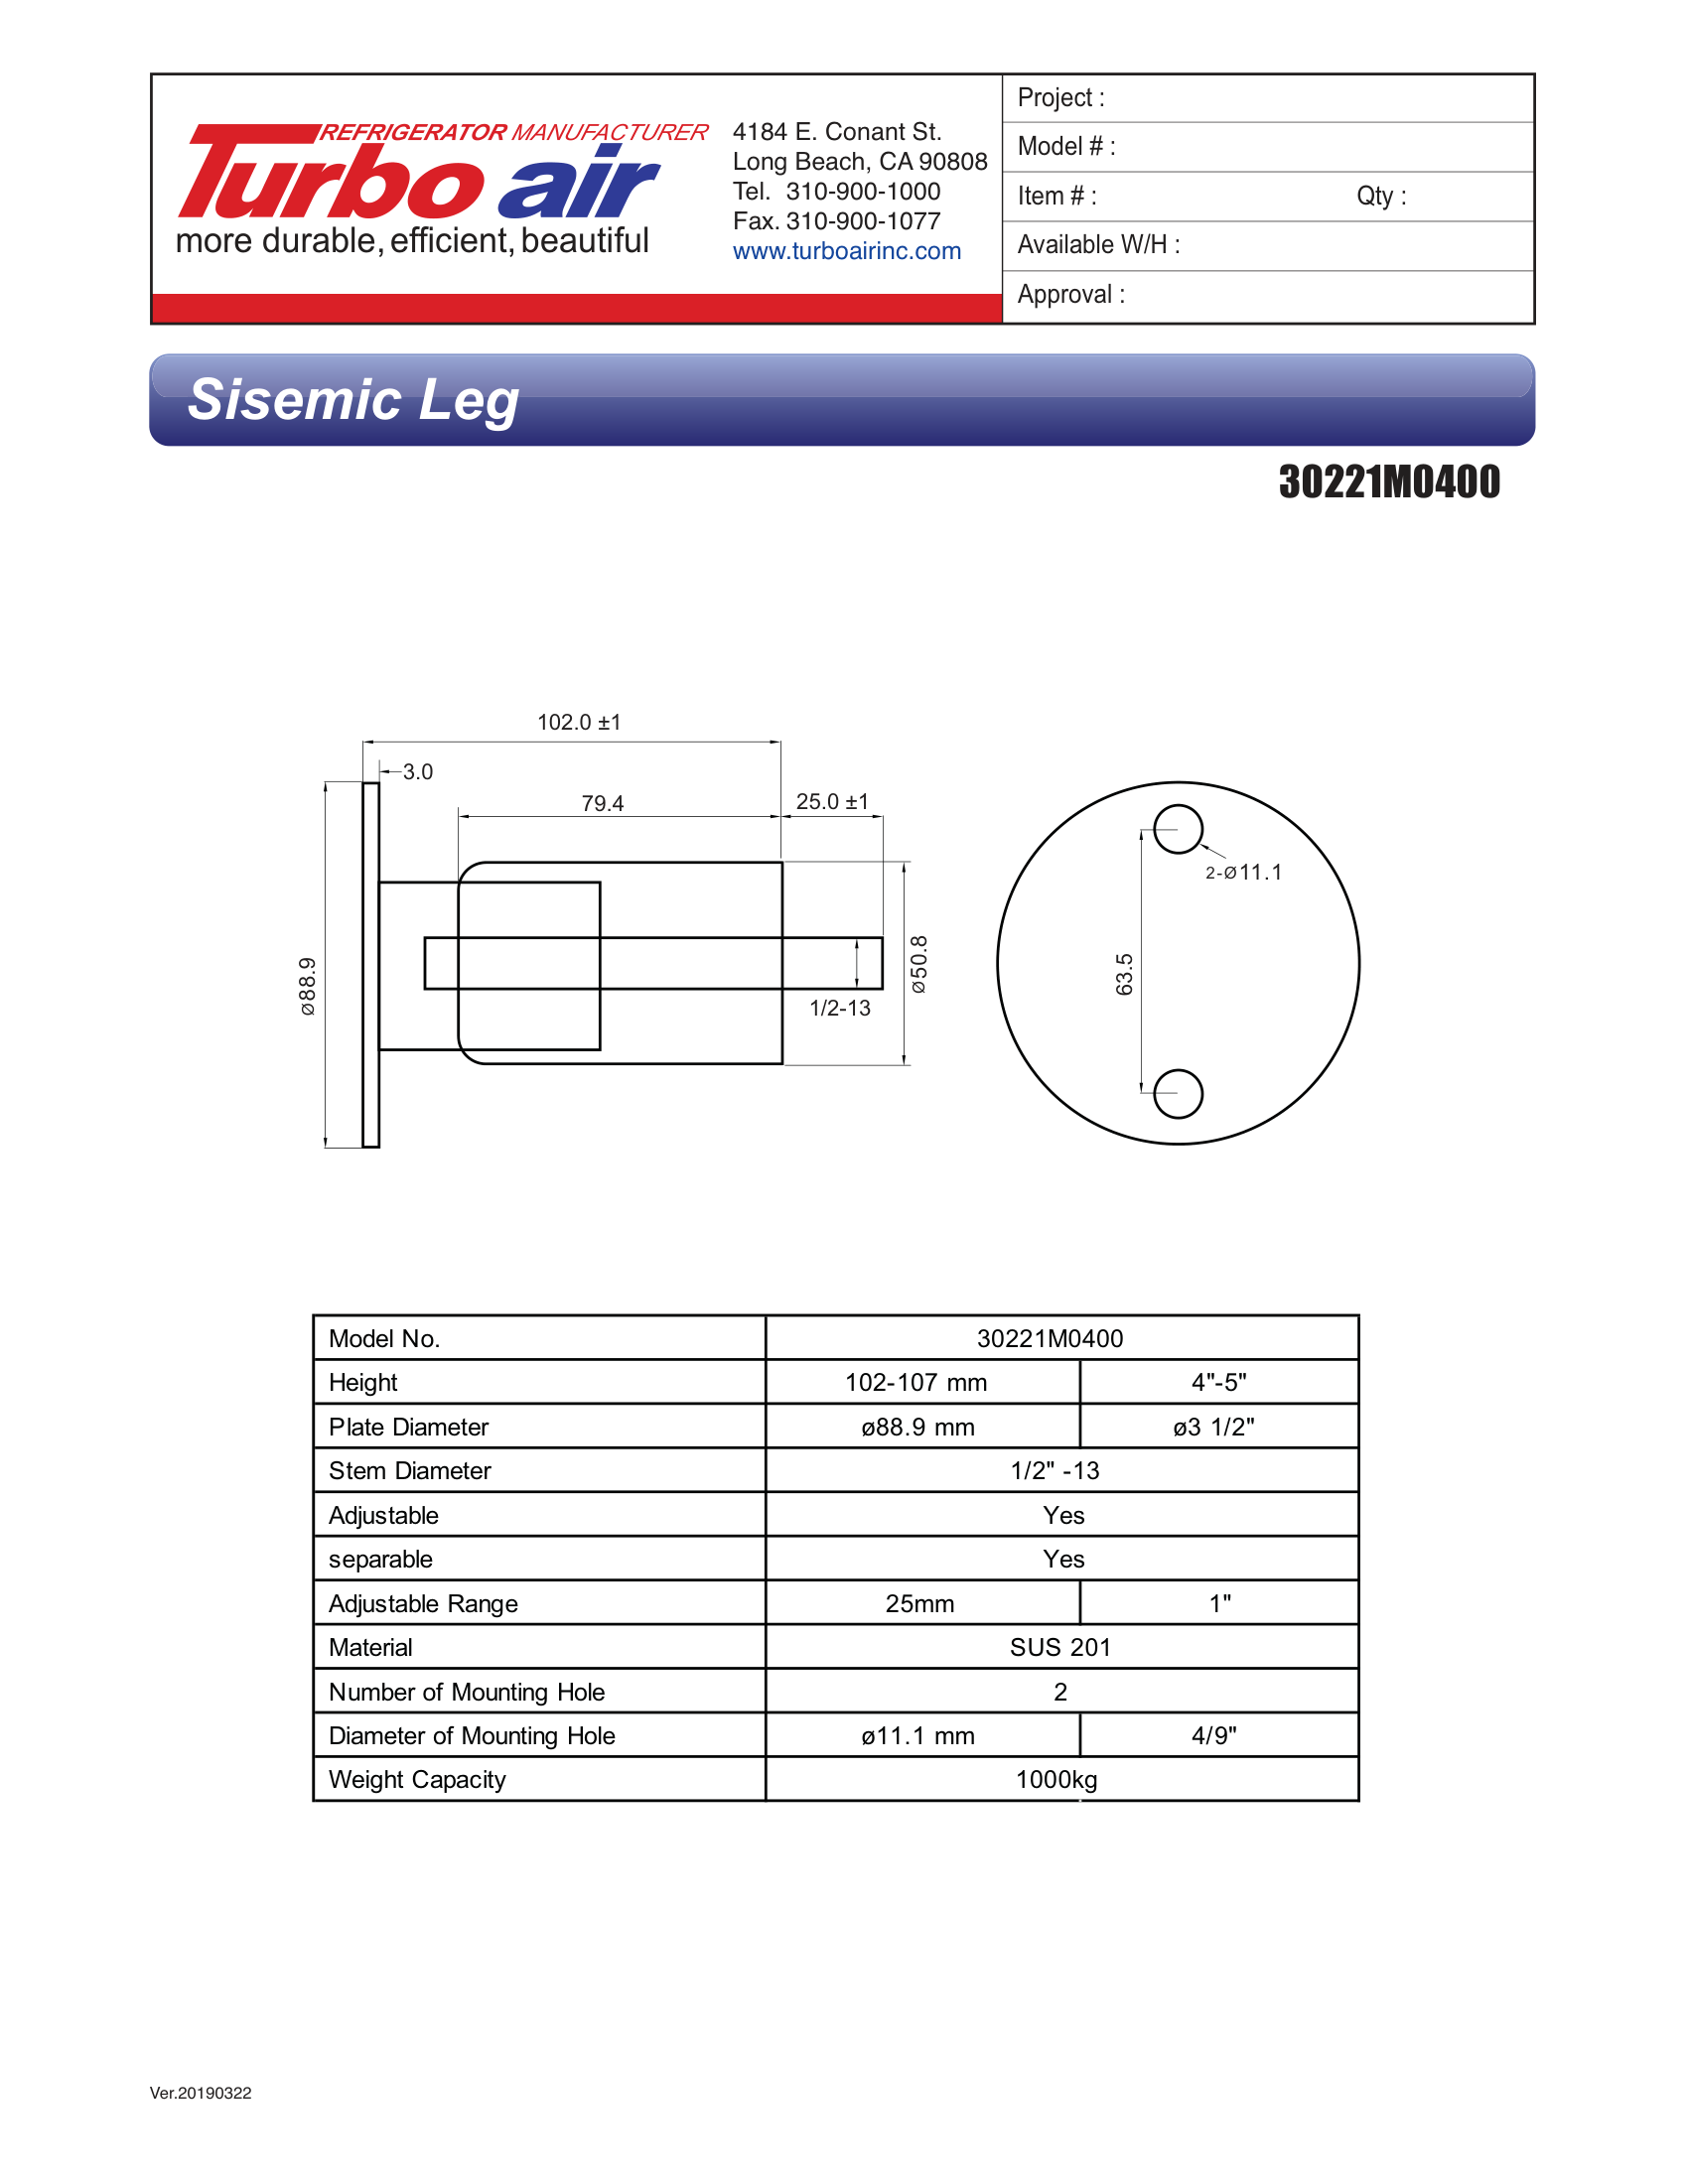 REFRIGERATOR MANUFACTURER
Turbo air
more durable, efficient, beautiful
4184 E. Conant St.
Long Beach, CA 90808
Tel. 310-900-1000
Fax. 310-900-1077
www.turboairinc.com
Project :
Model # :
Item # : Qty :
Available W/H :
Approval :
Sisemic Leg
30221M0400
102.0 ±1
3.0
79.4
25.0 ±1
ø88.9
1/2-13
ø50.8
2-ø11.1
63.5
Model No. 30221M0400
Height 102-107 mm 4"-5"
Plate Diameter ø88.9 mm ø3 1/2"
Stem Diameter 1/2" -13
Adjustable Yes
separable Yes
Adjustable Range 25mm 1"
Material SUS 201
Number of Mounting Hole 2
Diameter of Mounting Hole ø11.1 mm 4/9"
Weight Capacity 1000kg
Ver.20190322